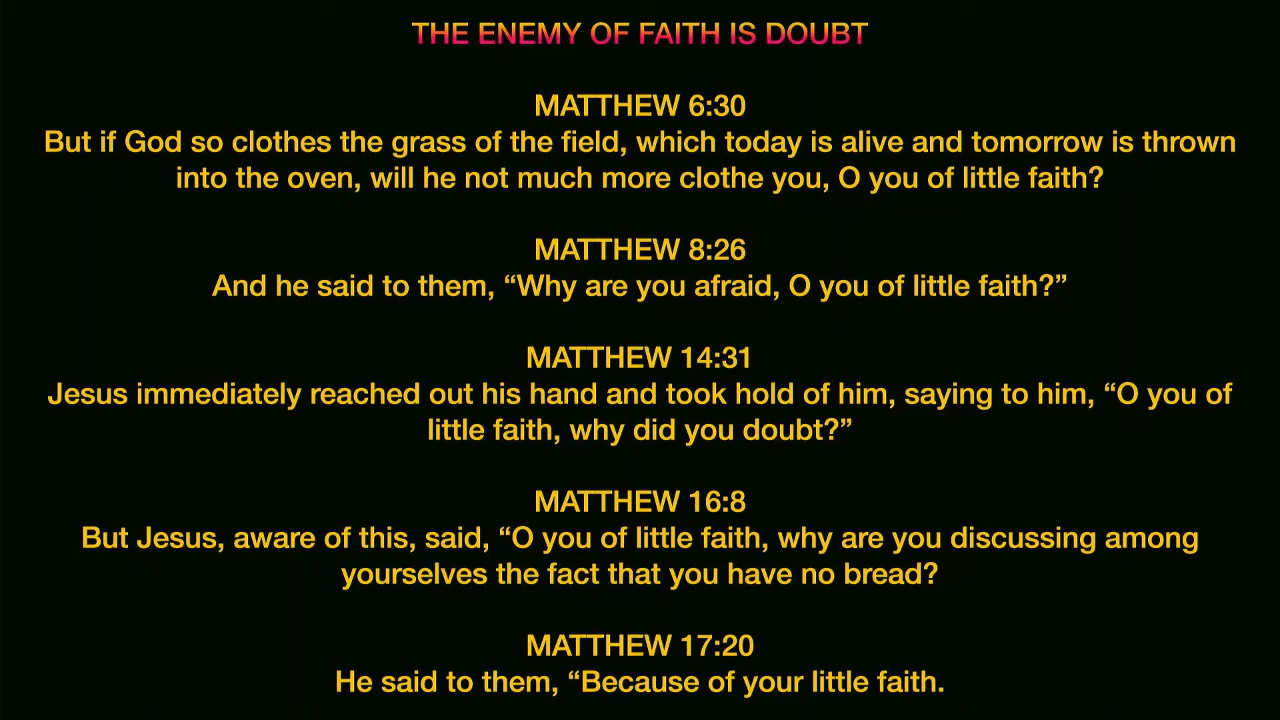 THE ENEMY OF FAITH IS DOUBT
MATTHEW 6:30
But if God so clothes the grass of the field, which today is alive and tomorrow is thrown
into the oven, will he not much more clothe you, O you of little faith?
MATTHEW 8:26
And he said to them, “Why are you afraid, O you of little faith?”
MATTHEW 14:31
Jesus immediately reached out his hand and took hold of him, saying to him, “O you of
little faith, why did you doubt?”
MATTHEW 16:8
But Jesus, aware of this, said, “O you of little faith, why are you discussing among
yourselves the fact that you have no bread?
MATTHEW 17:20
He said to them, “Because of your little faith.